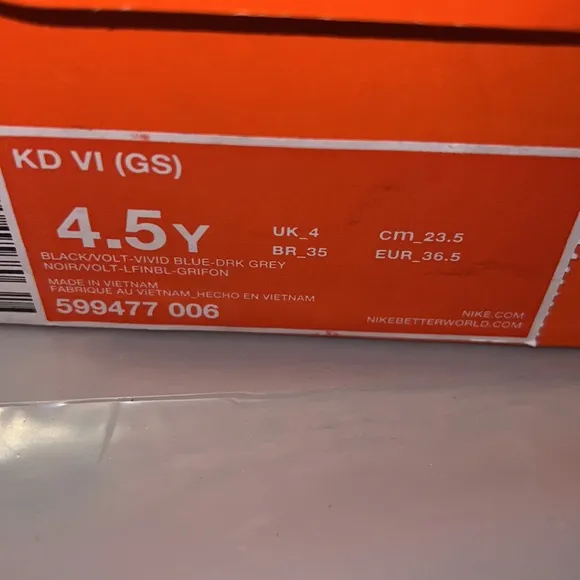 KD VI (GS)
4.5Y
UK_4 cm_23.5
BR_35 EUR_36.5
BLACK/VOLT-VIVID BLUE-DRK GREY
NOIR/VOLT-LFINBL-GRIFON
MADE IN VIETNAM
FABRIQUE AU VIETNAM_HECHO EN VIETNAM
599477 006
NIKE.COM
NIKEBETTERWORLD.COM